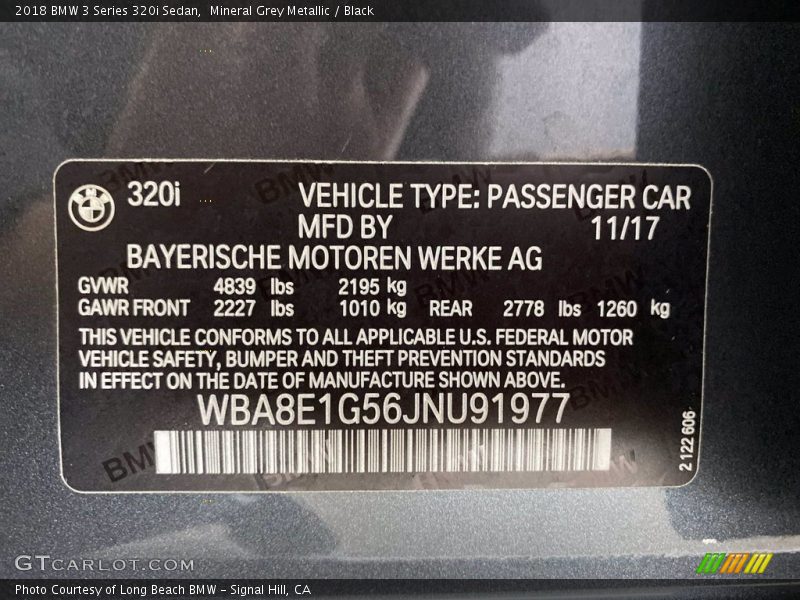 2018 BMW 3 Series 320i Sedan,  Mineral Grey Metallic / Black
320i VEHICLE TYPE: PASSENGER CAR
MFD BY 11/17
BAYERISCHE MOTOREN WERKE AG
GVWR 4839 lbs 2195 kg
GAWR FRONT 2227 lbs 1010 kg REAR 2778 lbs 1260 kg
THIS VEHICLE CONFORMS TO ALL APPLICABLE U.S. FEDERAL MOTOR
VEHICLE SAFETY, BUMPER AND THEFT PREVENTION STANDARDS
IN EFFECT ON THE DATE OF MANUFACTURE SHOWN ABOVE.
WBA8E1G56JNU91977
2 122 606
GTCARLOT.COM
Photo Courtesy of Long Beach BMW - Signal Hill, CA